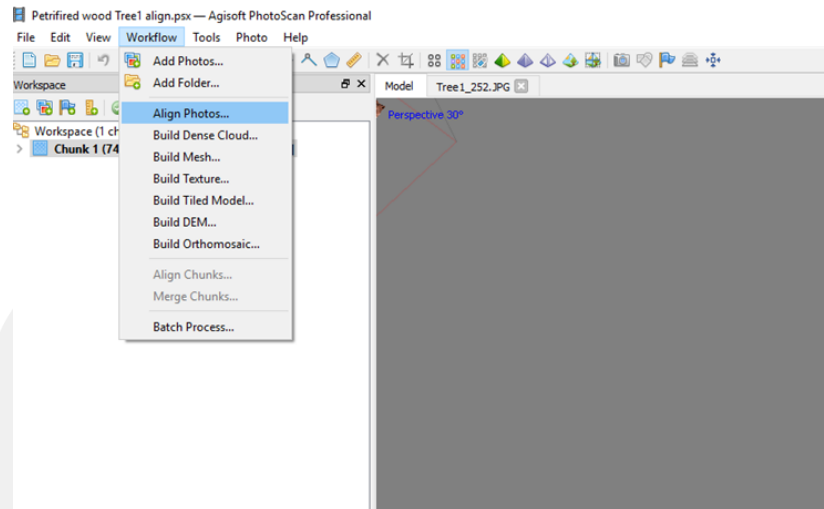 Petrifired wood Tree1 align.psx — Agisoft PhotoScan Professional
File Edit View Workflow Tools Photo Help
Add Photos...
Add Folder...
Align Photos...
Build Dense Cloud...
Build Mesh...
Build Texture...
Build Tiled Model...
Build DEM...
Build Orthomosaic...
Align Chunks...
Merge Chunks...
Batch Process...
Workspace
Workspace (1 ch
Chunk 1 (74
Model Tree1_252.JPG
Perspective 30°